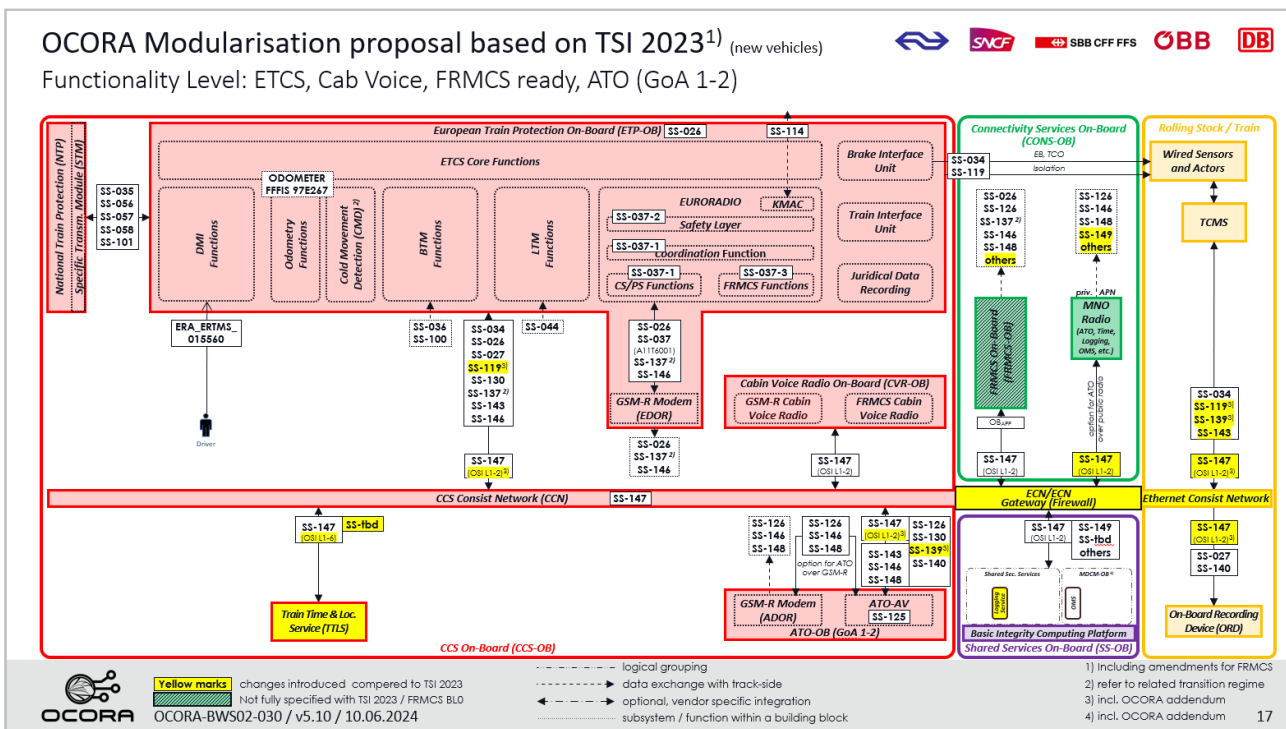 OCORA Modularisation proposal based on TSI 2023¹⁾ (new vehicles)
Functionality Level: ETCS, Cab Voice, FRMCS ready, ATO (GoA 1-2)
SNCF
SBB CFF FFS
ÖBB
DB
National Train Protection (NTP)
Specific Transm. Module (STM)
SS-035
SS-056
SS-057
SS-058
SS-101
European Train Protection On-Board (ETP-OB)
SS-026
SS-114
ETCS Core Functions
ODOMETER
FFFIS 97E267
DMI
Functions
Odometry
Functions
Cold Movement
Detection (CMD)²⁾
BTM
Functions
LTM
Functions
EURORADIO
KMAC
SS-037-2
Safety Layer
SS-037-1
Coordination Function
SS-037-1
CS/PS Functions
SS-037-3
FRMCS Functions
Brake Interface
Unit
Train Interface
Unit
Juridical Data
Recording
SS-034
SS-119
EB, TCO
Isolation
Connectivity Services On-Board
(CONS-OB)
SS-026
SS-126
SS-137²⁾
SS-146
SS-148
others
SS-126
SS-146
SS-148
SS-149
others
priv. APN
FRMCS On-Board
(FRMCS-OB)
MNO
Radio
(ATO, Time,
Logging,
OMS, etc.)
option for ATO
over public radio
OB APP
SS-147
(OSI L1-2)
SS-147
(OSI L1-2)
Rolling Stock / Train
Wired Sensors
and Actors
TCMS
SS-034
SS-119³⁾
SS-139³⁾
SS-143
SS-147
(OSI L1-2)³⁾
ERA_ERTMS_
015560
Driver
SS-036
SS-100
SS-034
SS-026
SS-027
SS-119³⁾
SS-130
SS-137²⁾
SS-143
SS-146
SS-147
(OSI L1-2)³⁾
SS-044
SS-026
SS-037
(A11T6001)
SS-137²⁾
SS-146
GSM-R Modem
(EDOR)
SS-026
SS-137²⁾
SS-146
Cabin Voice Radio On-Board (CVR-OB)
GSM-R Cabin
Voice Radio
FRMCS Cabin
Voice Radio
SS-147
(OSI L1-2)
CCS Consist Network (CCN)
SS-147
ECN/ECN
Gateway (Firewall)
Ethernet Consist Network
SS-147
(OSI L1-6)
SS-tbd
Train Time & Loc.
Service (TTLS)
SS-126
SS-146
SS-148
SS-126
SS-146
SS-148
option for ATO
over GSM-R
SS-147
(OSI L1-2)³⁾
SS-143
SS-146
SS-148
SS-126
SS-130
SS-139³⁾
SS-140
GSM-R Modem
(ADOR)
ATO-AV
SS-125
ATO-OB (GoA 1-2)
CCS On-Board (CCS-OB)
SS-147
(OSI L1-2)
SS-149
SS-tbd
others
Shared Sec. Services
Logging
Service
MDCM-OB⁴⁾
OMS
Basic Integrity Computing Platform
Shared Services On-Board (SS-OB)
SS-147
(OSI L1-2)³⁾
SS-027
SS-140
On-Board Recording
Device (ORD)
OCORA
Yellow marks changes introduced compared to TSI 2023
Not fully specified with TSI 2023 / FRMCS BL0
OCORA-BWS02-030 / v5.10 / 10.06.2024
logical grouping
data exchange with track-side
optional, vendor specific integration
subsystem / function within a building block
1) Including amendments for FRMCS
2) refer to related transition regime
3) incl. OCORA addendum
4) incl. OCORA addendum
17